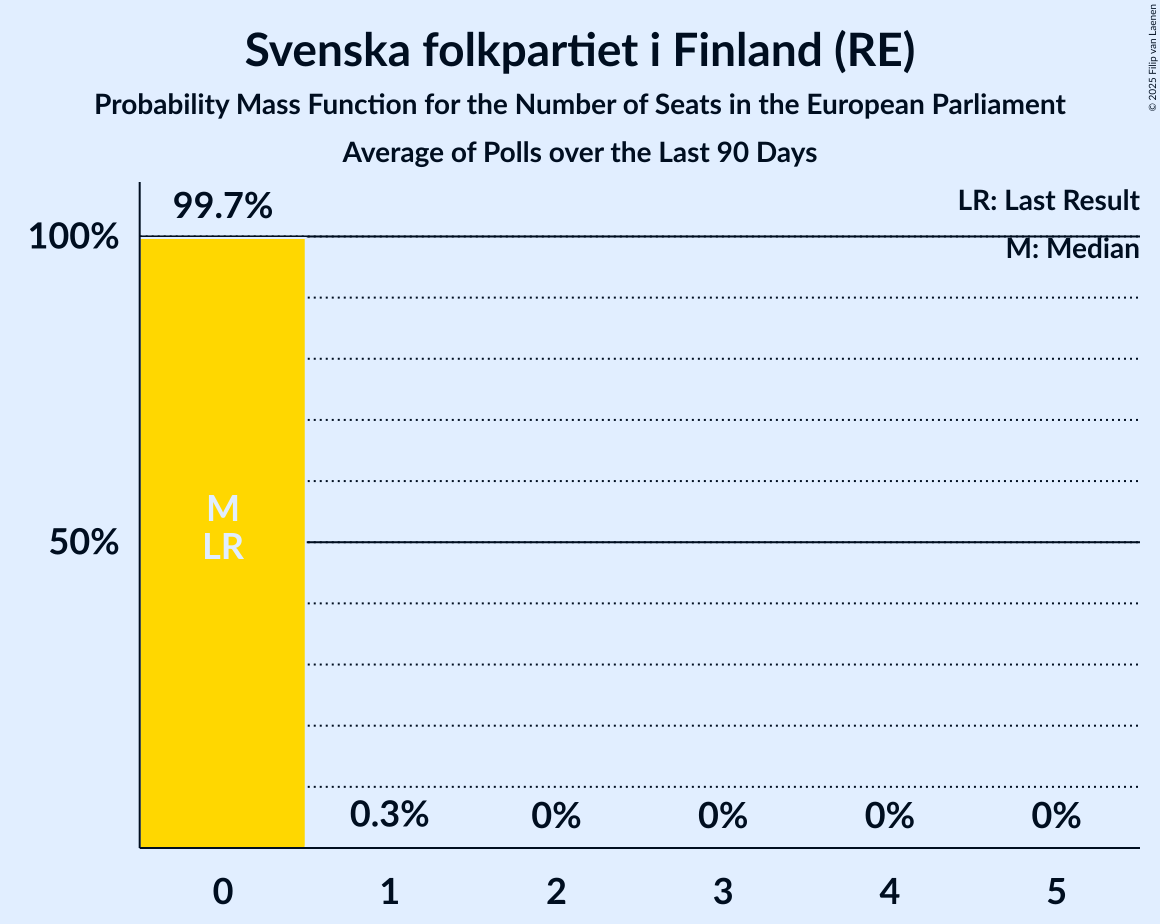 Svenska folkpartiet i Finland (RE)
Probability Mass Function for the Number of Seats in the European Parliament
Average of Polls over the Last 90 Days
© 2025 Filip van Laenen
LR: Last Result
M: Median
99.7%
100%
50%
M
LR
0.3%
0%
0%
0%
0%
0
1
2
3
4
5